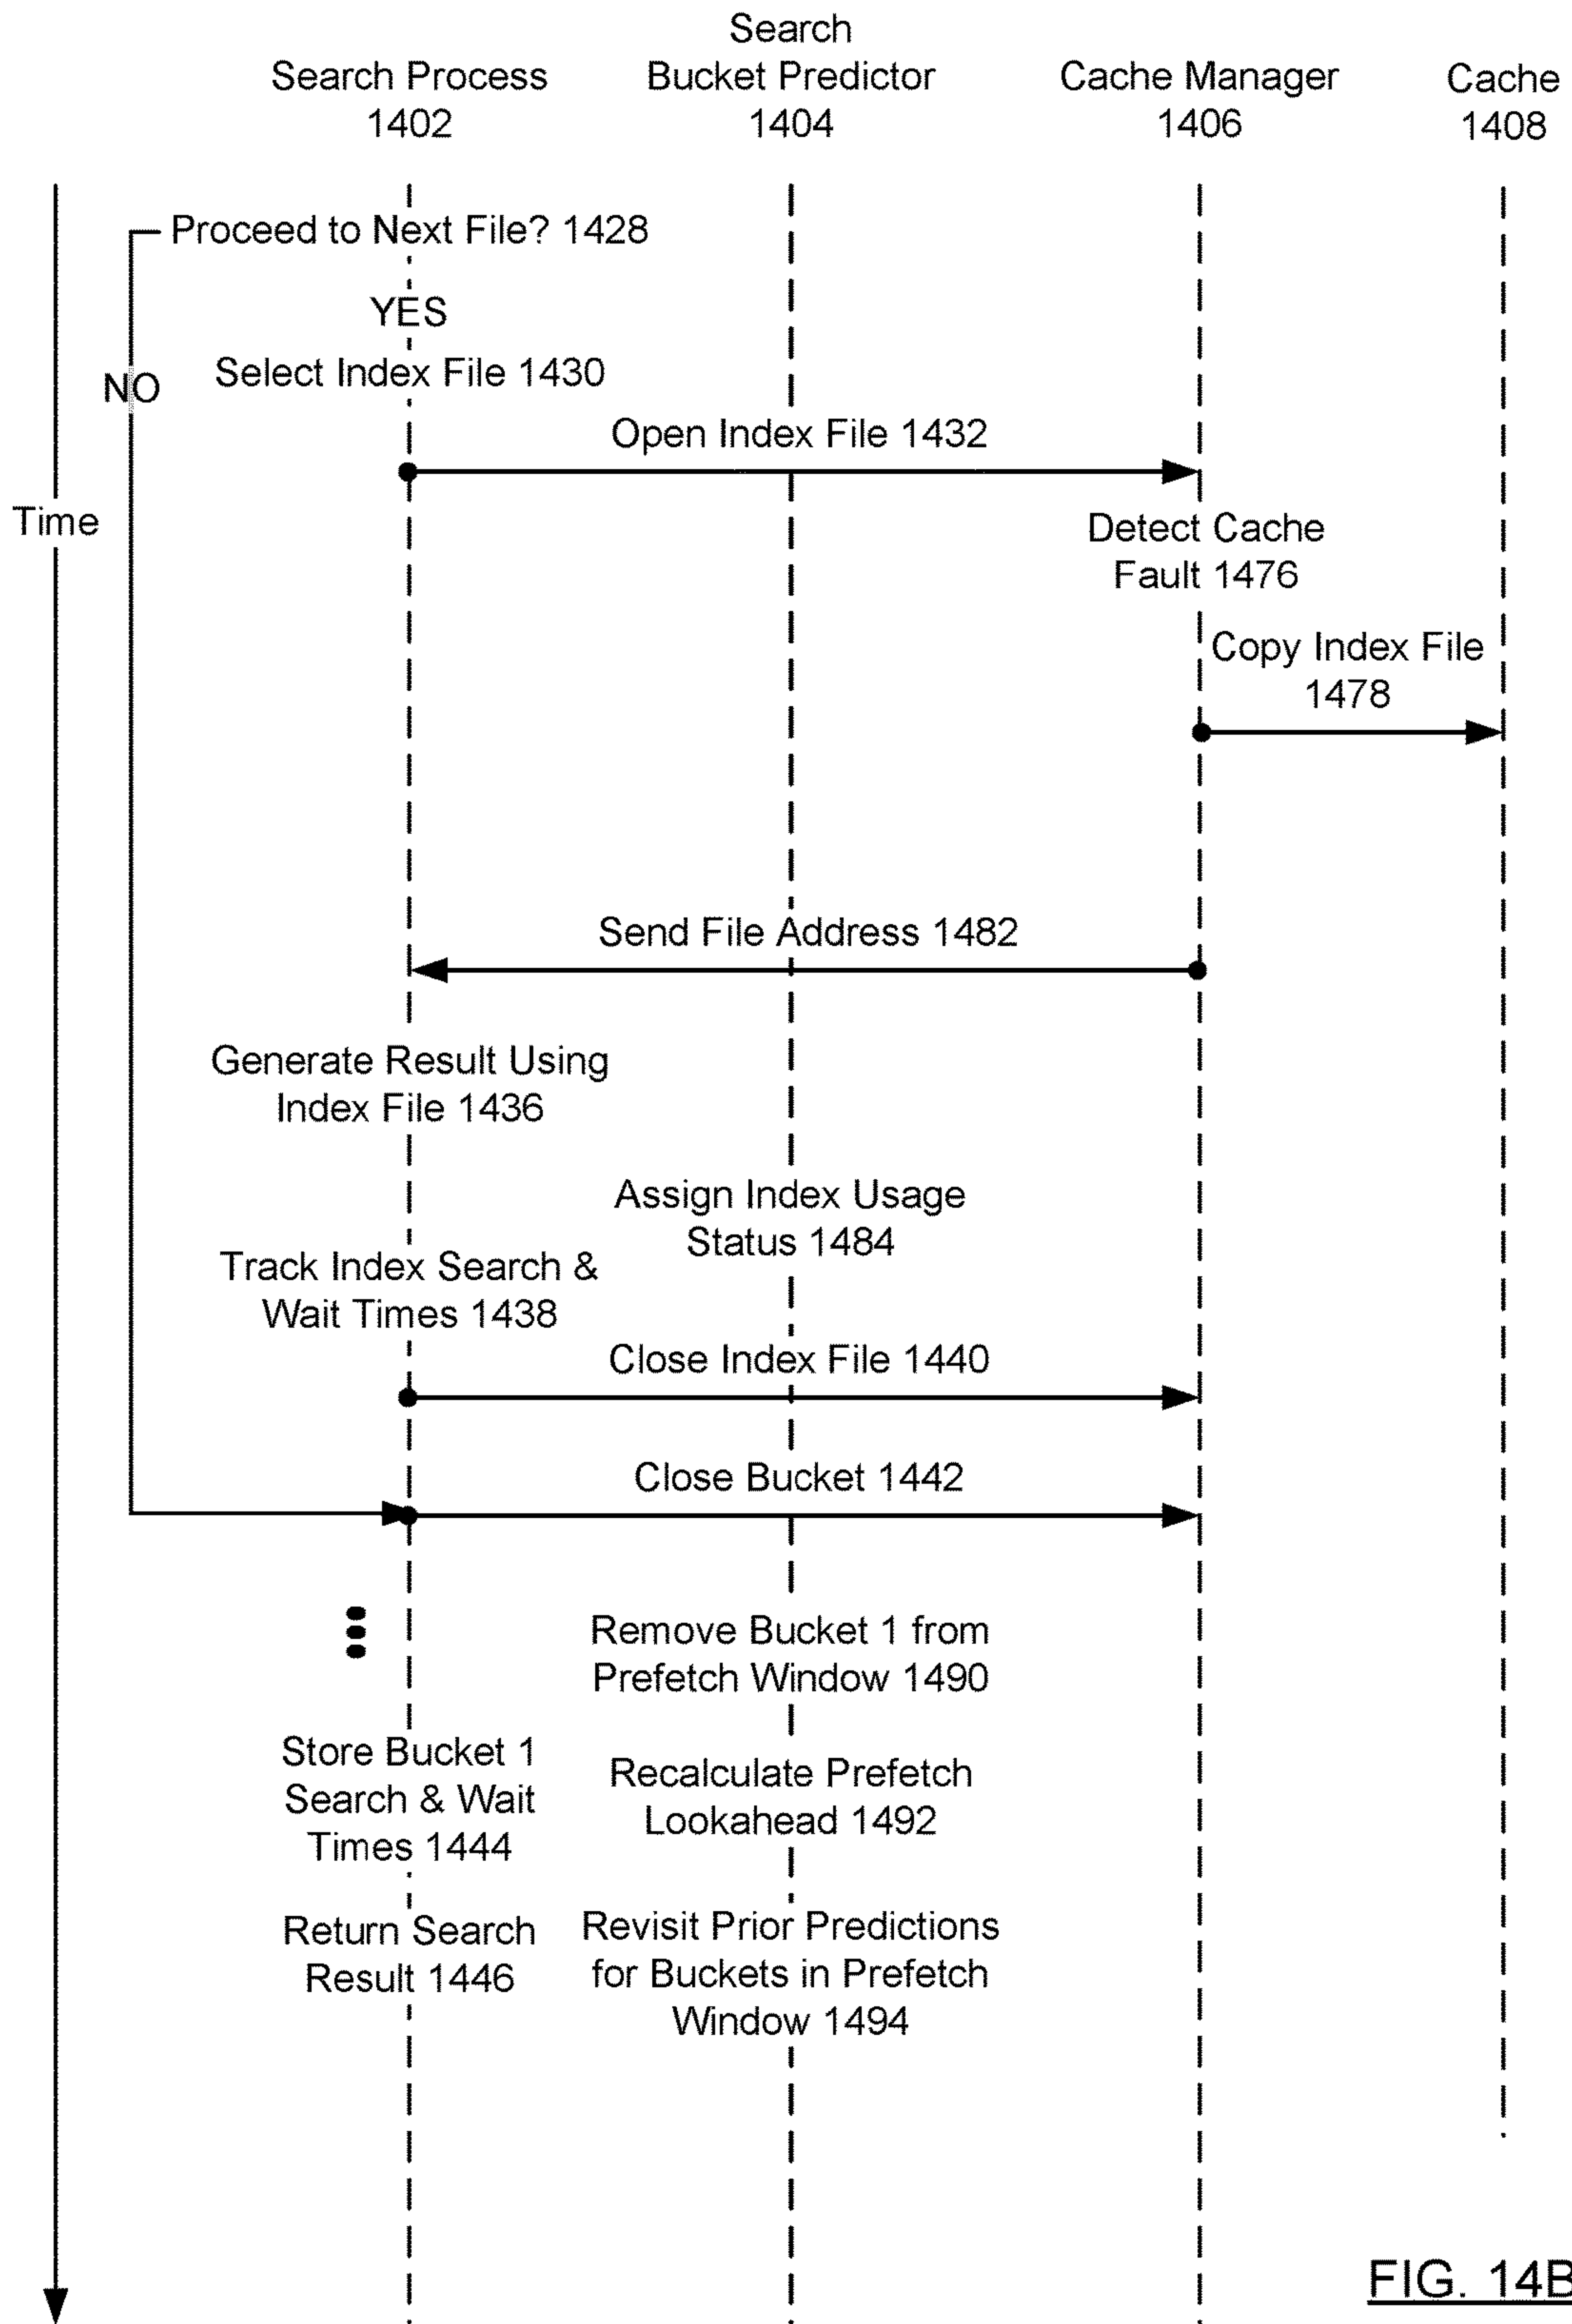 Search Process
1402
Search
Bucket Predictor
1404
Cache Manager
1406
Cache
1408
Proceed to Next File? 1428
YES
Select Index File 1430
NO
Open Index File 1432
Time
Detect Cache
Fault 1476
Copy Index File
1478
Send File Address 1482
Generate Result Using
Index File 1436
Assign Index Usage
Status 1484
Track Index Search &
Wait Times 1438
Close Index File 1440
Close Bucket 1442
Remove Bucket 1 from
Prefetch Window 1490
Store Bucket 1
Search & Wait
Times 1444
Recalculate Prefetch
Lookahead 1492
Return Search
Result 1446
Revisit Prior Predictions
for Buckets in Prefetch
Window 1494
FIG. 14B